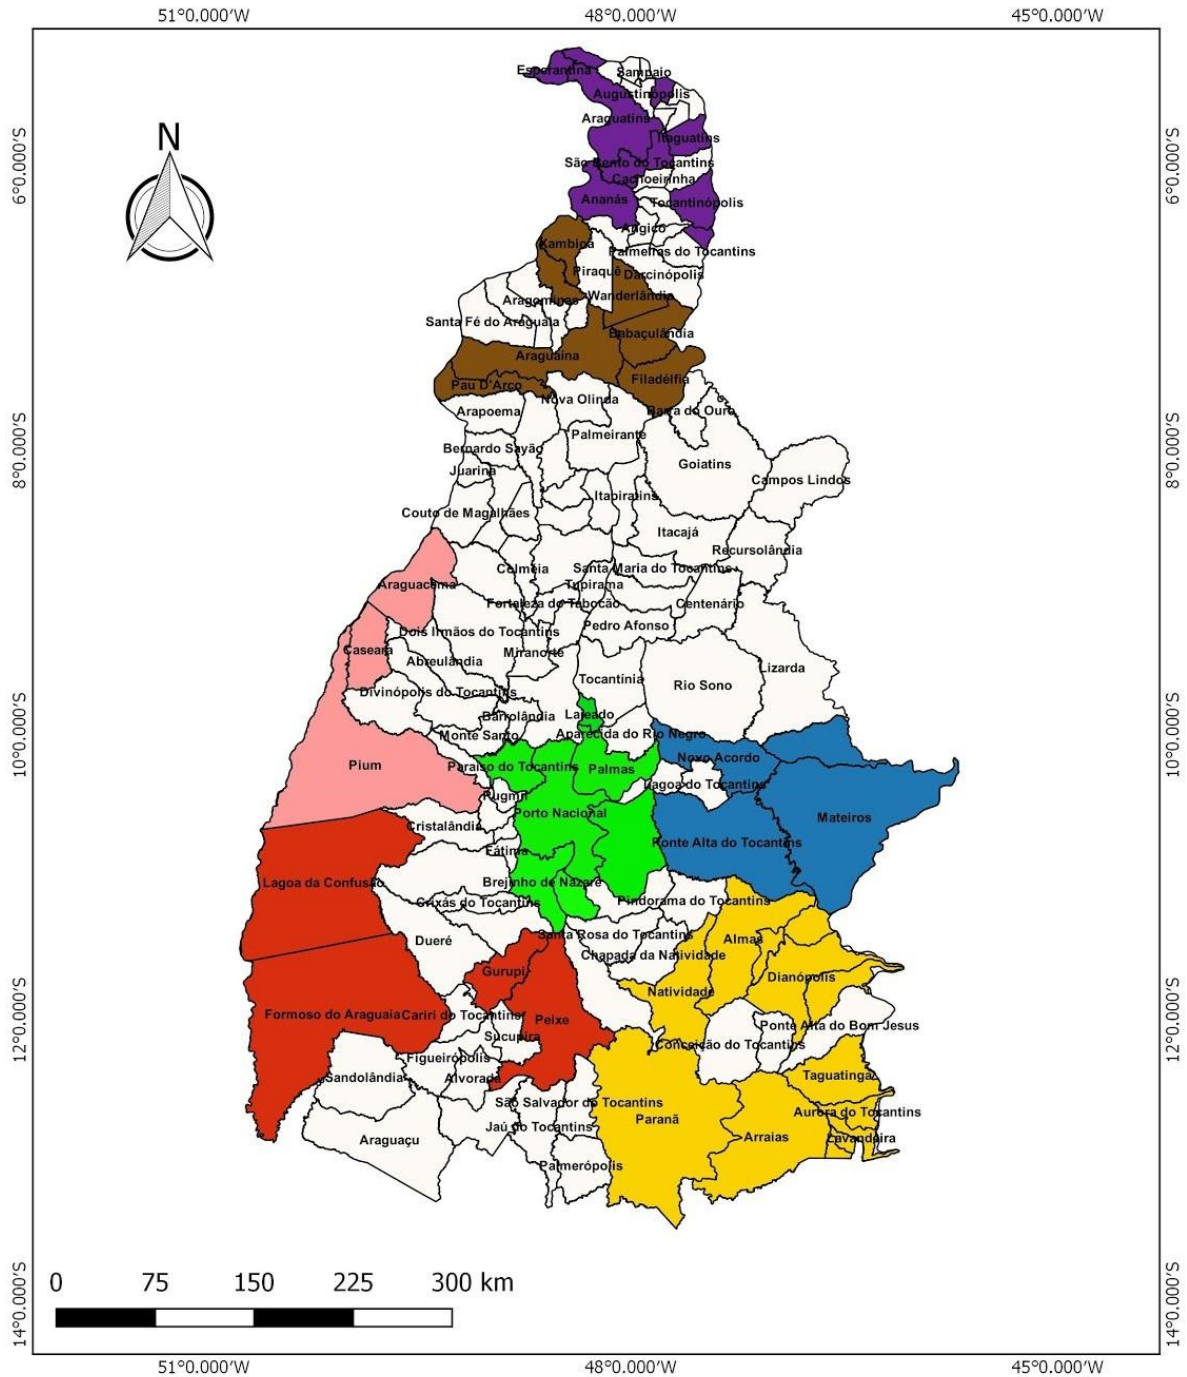 51°0.000'W 48°0.000'W 45°0.000'W
N
Esperantina
Sampaio
Augustinópolis
Araguatins
Itaguatins
São Bento do Tocantins
Cachoeirinha
Ananás
Tocantinópolis
Angico
Xambioá
Palmeiras do Tocantins
Piraquê
Darcinópolis
Wanderlândia
Aragominas
Santa Fé do Araguaia
Babaçulândia
Araguaína
Pau D'Arco
Filadélfia
Nova Olinda
Arapoema
Barra do Ouro
Palmeirante
Bernardo Sayão
Goiatins
Juarina
Campos Lindos
Itapiratins
Couto de Magalhães
Itacajá
Recursolândia
Colméia
Santa Maria do Tocantins
Araguacema
Tupirama
Fortaleza do Tabocão
Centenário
Pedro Afonso
Dois Irmãos do Tocantins
Caseara
Miranorte
Abreulândia
Lizarda
Tocantínia
Rio Sono
Divinópolis do Tocantins
Barrolândia
Lajeado
Monte Santo
Aparecida do Rio Negro
Pium
Paraíso do Tocantins
Palmas
Novo Acordo
Lagoa do Tocantins
Pugmil
Porto Nacional
Mateiros
Cristalândia
Ponte Alta do Tocantins
Fátima
Lagoa da Confusão
Brejinho de Nazaré
Crixás do Tocantins
Pindorama do Tocantins
Dueré
Santa Rosa do Tocantins
Almas
Chapada da Natividade
Gurupi
Dianópolis
Natividade
Formoso do Araguaia
Cariri do Tocantins
Peixe
Ponte Alta do Bom Jesus
Sucupira
Conceição do Tocantins
Figueirópolis
Sandolândia
Alvorada
Taguatinga
São Salvador do Tocantins
Paranã
Aurora do Tocantins
Jaú do Tocantins
Araguaçu
Arraias
Lavandeira
Palmerópolis
6°0.000'S 6°0.000'S
8°0.000'S 8°0.000'S
10°0.000'S 10°0.000'S
12°0.000'S 12°0.000'S
14°0.000'S 14°0.000'S
0 75 150 225 300 km
51°0.000'W 48°0.000'W 45°0.000'W